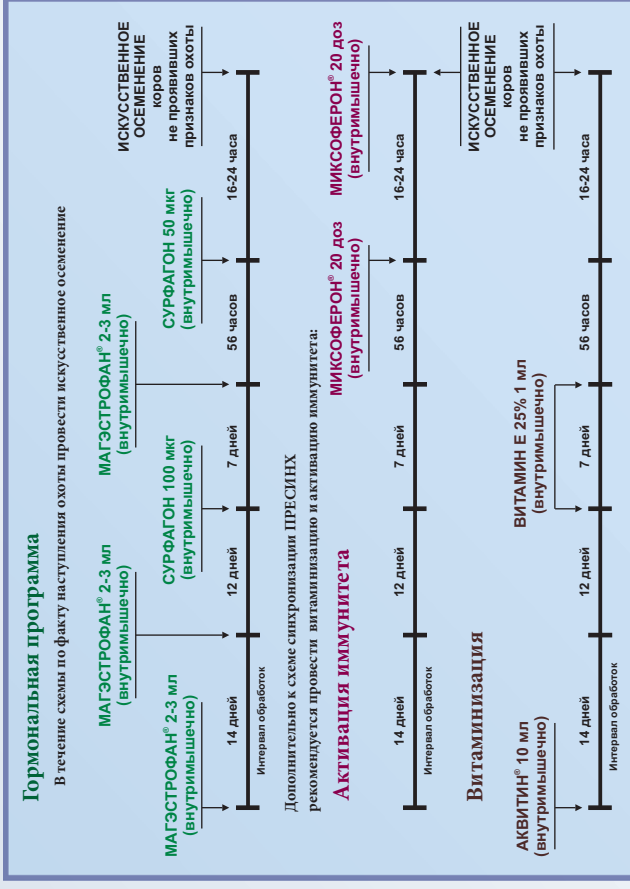 Гормональная программа
В течение схемы по факту наступления охоты провести искусственное осеменение
МАГЭСТРОФАН® 2-3 мл
(внутримышечно)
МАГЭСТРОФАН® 2-3 мл
(внутримышечно)
СУРФАГОН 100 мкг
(внутримышечно)
МАГЭСТРОФАН® 2-3 мл
(внутримышечно)
СУРФАГОН 50 мкг
(внутримышечно)
ИСКУССТВЕННОЕ
ОСЕМЕНЕНИЕ
коров
не проявивших
признаков охоты
14 дней
12 дней
7 дней
56 часов
16-24 часа
Интервал обработок
Дополнительно к схеме синхронизации ПРЕСИНХ
рекомендуется провести витаминизацию и активацию иммунитета:
Активация иммунитета
МИКСОФЕРОН® 20 доз
(внутримышечно)
МИКСОФЕРОН® 20 доз
(внутримышечно)
14 дней
12 дней
7 дней
56 часов
16-24 часа
Интервал обработок
Витаминизация
ИСКУССТВЕННОЕ
ОСЕМЕНЕНИЕ
коров
не проявивших
признаков охоты
АКВИТИН® 10 мл
(внутримышечно)
ВИТАМИН Е 25% 1 мл
(внутримышечно)
14 дней
12 дней
7 дней
56 часов
16-24 часа
Интервал обработок